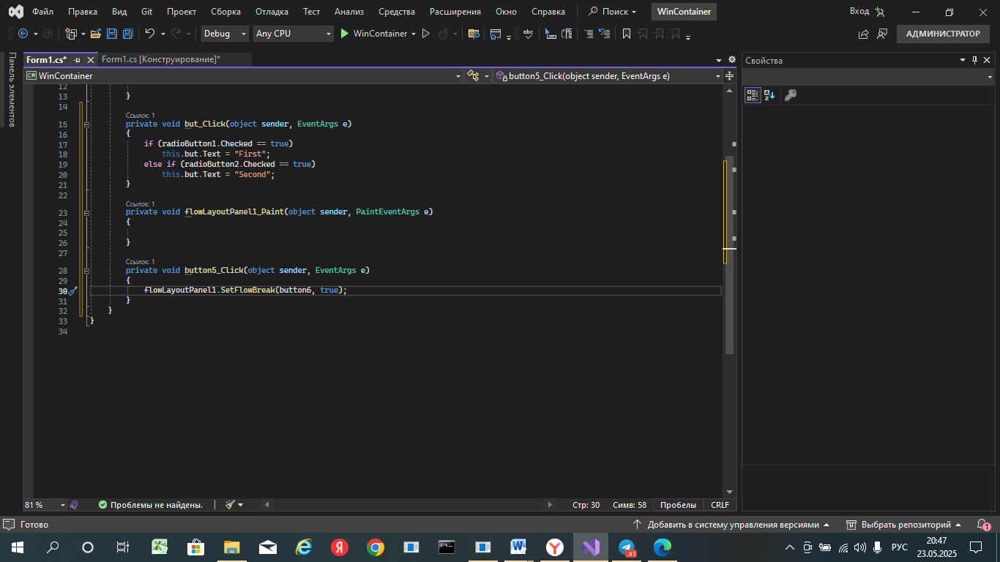 Файл Правка Вид Git Проект Сборка Отладка Тест Анализ Средства Расширения Окно Справка Поиск WinContainer Вход
Debug Any CPU WinContainer abc АДМИНИСТРАТОР
Панель элементов
Form1.cs* Form1.cs [Конструирование]*
Свойства
C# WinContainer button5_Click(object sender, EventArgs e)
12
13 }
14
Ссылок: 1
15 private void but_Click(object sender, EventArgs e)
16 {
17 if (radioButton1.Checked == true)
18 this.but.Text = "First";
19 else if (radioButton2.Checked == true)
20 this.but.Text = "Second";
21 }
22
Ссылок: 1
23 private void flowLayoutPanel1_Paint(object sender, PaintEventArgs e)
24 {
25
26 }
27
Ссылок: 1
28 private void button5_Click(object sender, EventArgs e)
29 {
30 flowLayoutPanel1.SetFlowBreak(button6, true);
31 }
32 }
33 }
34
81 % Проблемы не найдены. Стр: 30 Симв: 58 Пробелы CRLF
Готово Добавить в систему управления версиями Выбрать репозиторий 1
95 РУС 20:47
23.05.2025